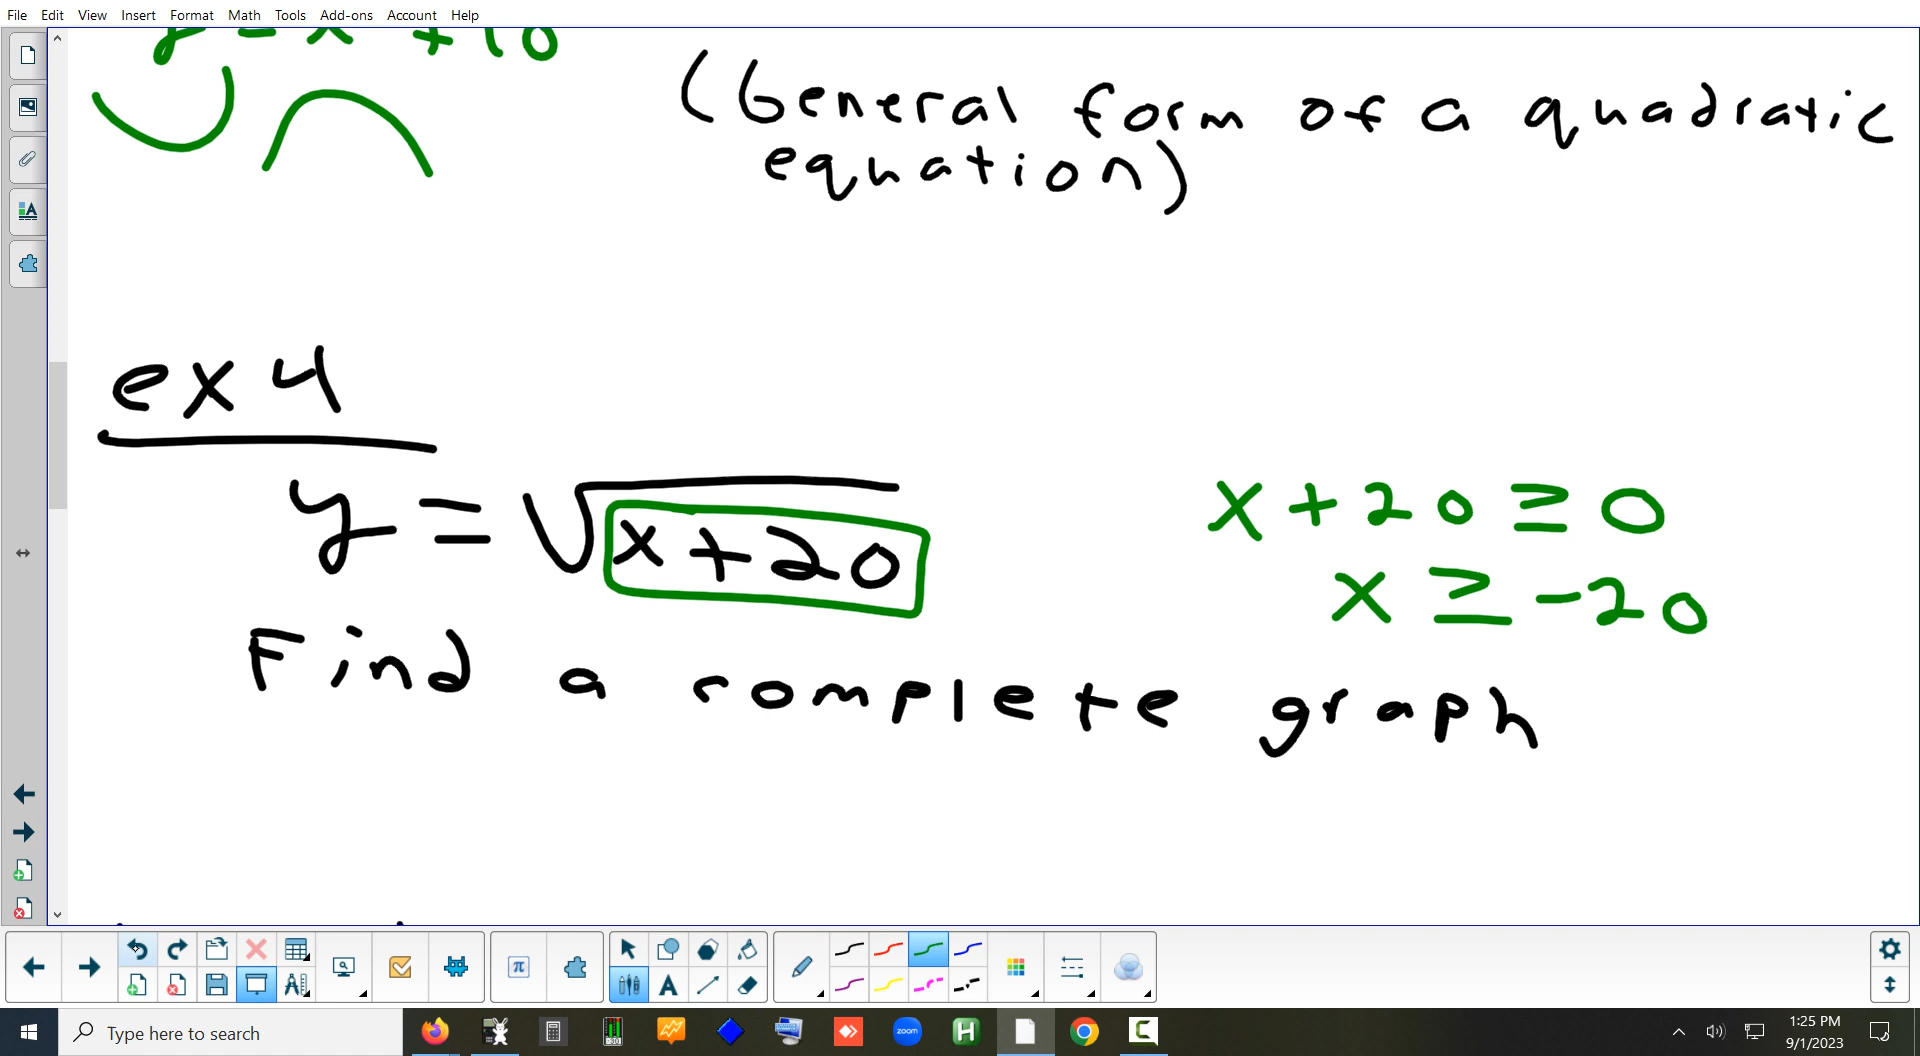 File Edit View Insert Format Math Tools Add-ons Account Help
(General form of a quadratic
equation)
ex 4
y = √x+20
x + 20 ≥ 0
x ≥ -20
Find a complete graph
π
A
Type here to search
zoom
H
C
1:25 PM
9/1/2023